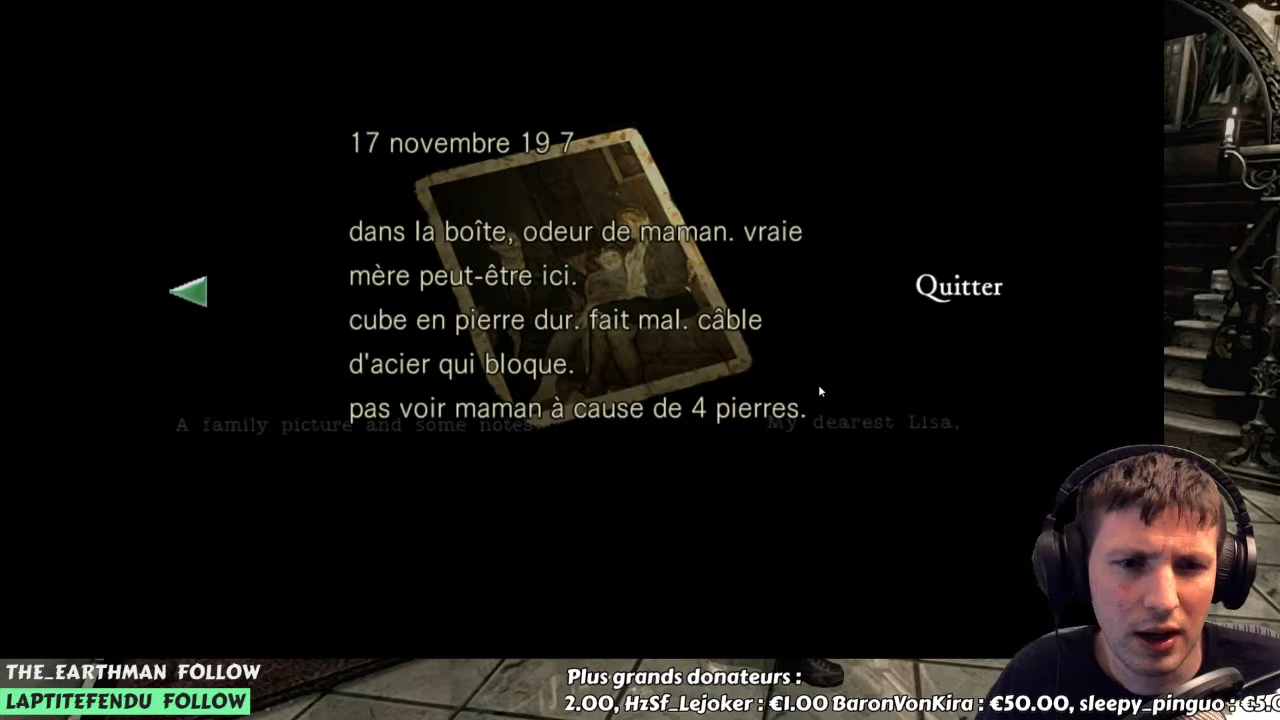 17 novembre 19 7
dans la boîte, odeur de maman. vraie
mère peut-être ici.
cube en pierre dur. fait mal. câble
d'acier qui bloque.
pas voir maman à cause de 4 pierres.
Quitter
A family picture and some notes
My dearest Lisa,
THE_EARTHMAN FOLLOW
LAPTITEFENDU FOLLOW
Plus grands donateurs :
2.00, HzSf_Lejoker : €1.00 BaronVonKira : €50.00, sleepy_pinguo : €5.0